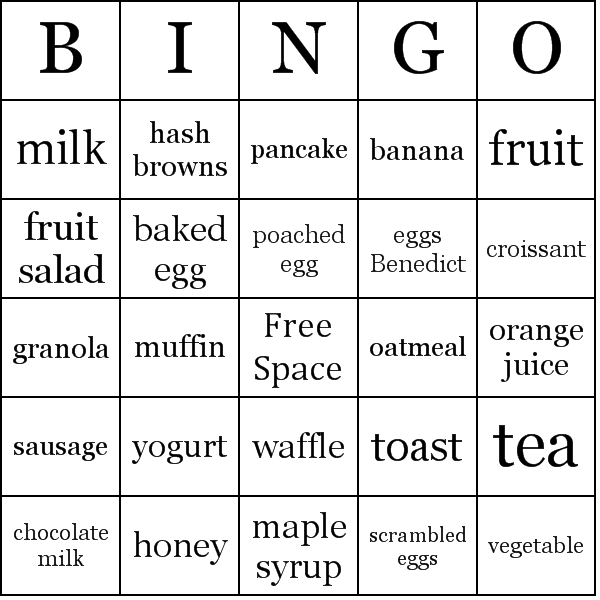 B I N G O
milk hash browns pancake banana fruit
fruit salad baked egg poached egg eggs Benedict croissant
granola muffin Free Space oatmeal orange juice
sausage yogurt waffle toast tea
chocolate milk honey maple syrup scrambled eggs vegetable